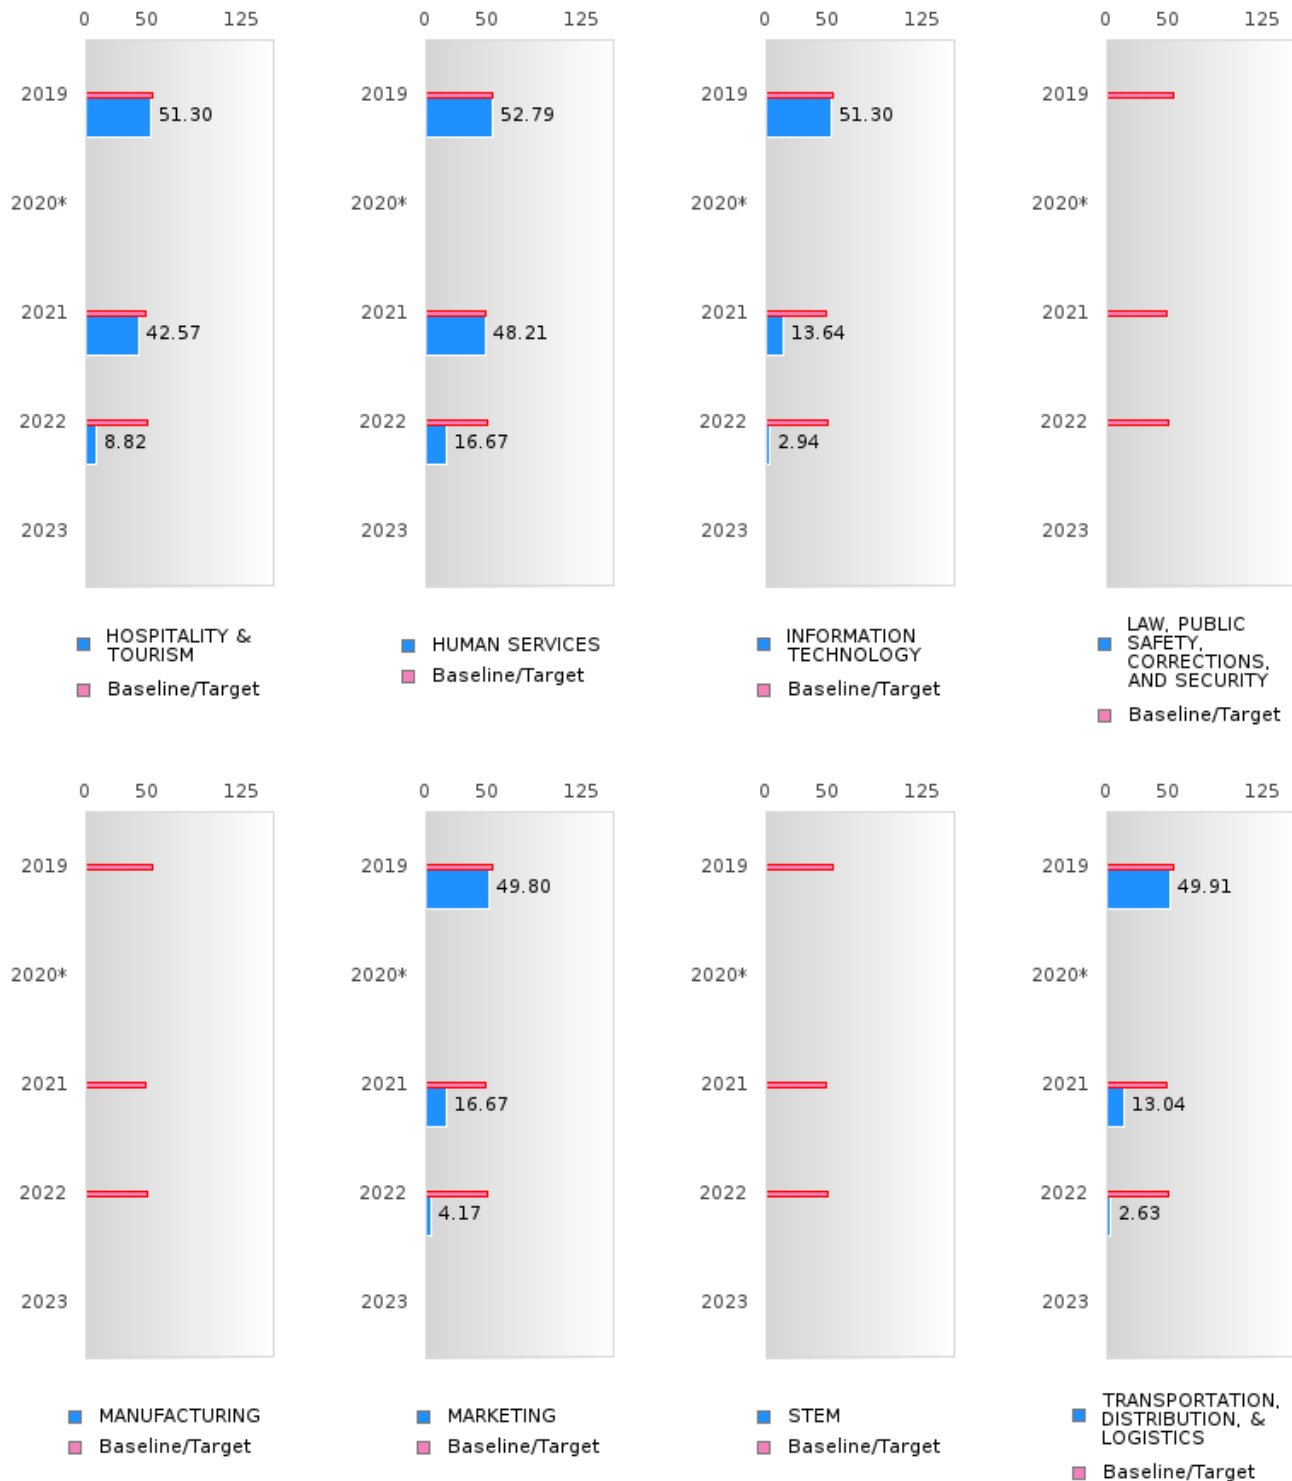 0 50 125
2019
51.30
2020*
2021
42.57
2022
8.82
2023
HOSPITALITY &
TOURISM
Baseline/Target
0 50 125
2019
52.79
2020*
2021
48.21
2022
16.67
2023
HUMAN SERVICES
Baseline/Target
0 50 125
2019
51.30
2020*
2021
13.64
2022
2.94
2023
INFORMATION
TECHNOLOGY
Baseline/Target
0 50 125
2019
2020*
2021
2022
2023
LAW, PUBLIC
SAFETY,
CORRECTIONS,
AND SECURITY
Baseline/Target
0 50 125
2019
2020*
2021
2022
2023
MANUFACTURING
Baseline/Target
0 50 125
2019
49.80
2020*
2021
16.67
2022
4.17
2023
MARKETING
Baseline/Target
0 50 125
2019
2020*
2021
2022
2023
STEM
Baseline/Target
0 50 125
2019
49.91
2020*
2021
13.04
2022
2.63
2023
TRANSPORTATION,
DISTRIBUTION, &
LOGISTICS
Baseline/Target